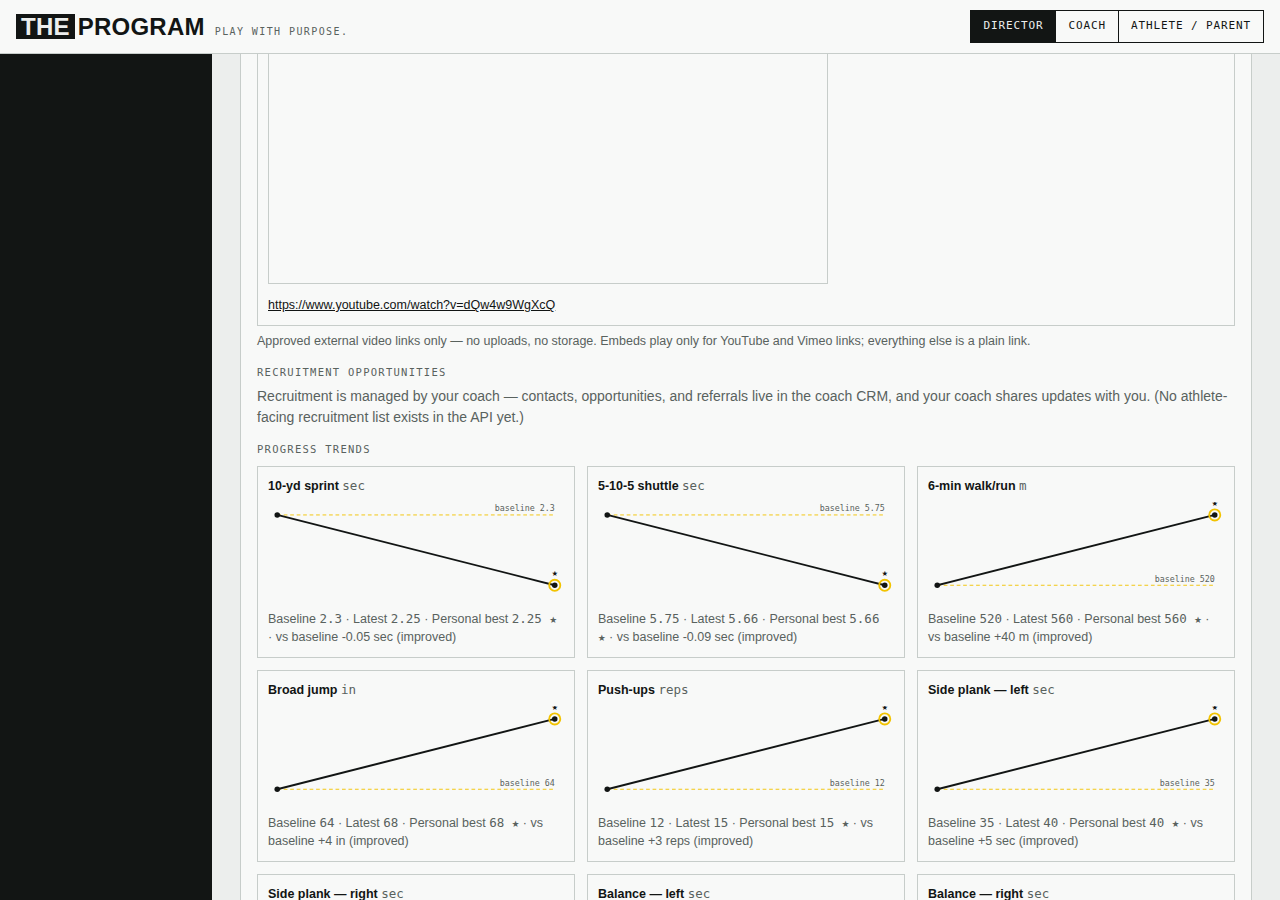 THE PROGRAM PLAY WITH PURPOSE.
DIRECTOR COACH ATHLETE / PARENT
https://www.youtube.com/watch?v=dQw4w9WgXcQ
Approved external video links only — no uploads, no storage. Embeds play only for YouTube and Vimeo links; everything else is a plain link.
RECRUITMENT OPPORTUNITIES
Recruitment is managed by your coach — contacts, opportunities, and referrals live in the coach CRM, and your coach shares updates with you. (No athlete-
facing recruitment list exists in the API yet.)
PROGRESS TRENDS
10-yd sprint sec
baseline 2.3
★
Baseline 2.3 · Latest 2.25 · Personal best 2.25 ★
· vs baseline -0.05 sec (improved)
5-10-5 shuttle sec
baseline 5.75
★
Baseline 5.75 · Latest 5.66 · Personal best 5.66
★ · vs baseline -0.09 sec (improved)
6-min walk/run m
★
baseline 520
Baseline 520 · Latest 560 · Personal best 560 ★ ·
vs baseline +40 m (improved)
Broad jump in
★
baseline 64
Baseline 64 · Latest 68 · Personal best 68 ★ · vs
baseline +4 in (improved)
Push-ups reps
★
baseline 12
Baseline 12 · Latest 15 · Personal best 15 ★ · vs
baseline +3 reps (improved)
Side plank — left sec
★
baseline 35
Baseline 35 · Latest 40 · Personal best 40 ★ · vs
baseline +5 sec (improved)
Side plank — right sec
Balance — left sec
Balance — right sec